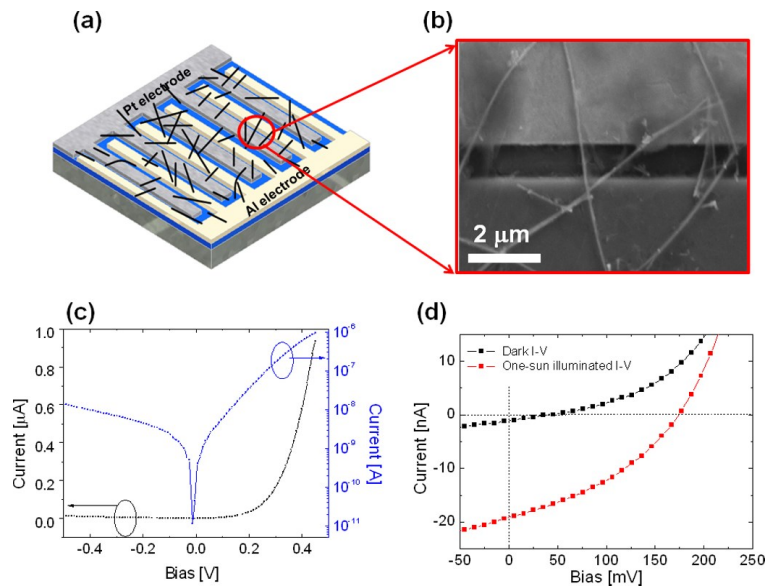 (a)
(b)
Pt electrode
Al electrode
2 μm
(c)
(d)
1.0
0.8
0.6
0.4
0.2
0.0
Current [μA]
-0.4
-0.2
0.0
0.2
0.4
Bias [V]
10⁻⁶
10⁻⁷
10⁻⁸
10⁻⁹
10⁻¹⁰
10⁻¹¹
Current [A]
Dark I-V
One-sun illuminated I-V
10
0
-10
-20
Current [nA]
-50
0
50
100
150
200
250
Bias [mV]